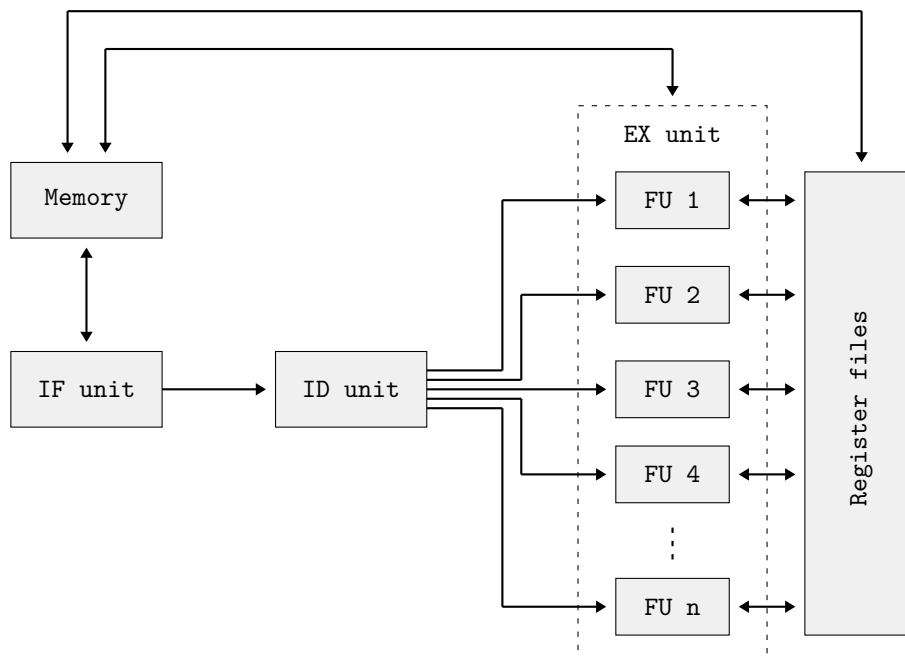 EX unit
Memory
FU 1
FU 2
IF unit
ID unit
FU 3
FU 4
FU n
Register files